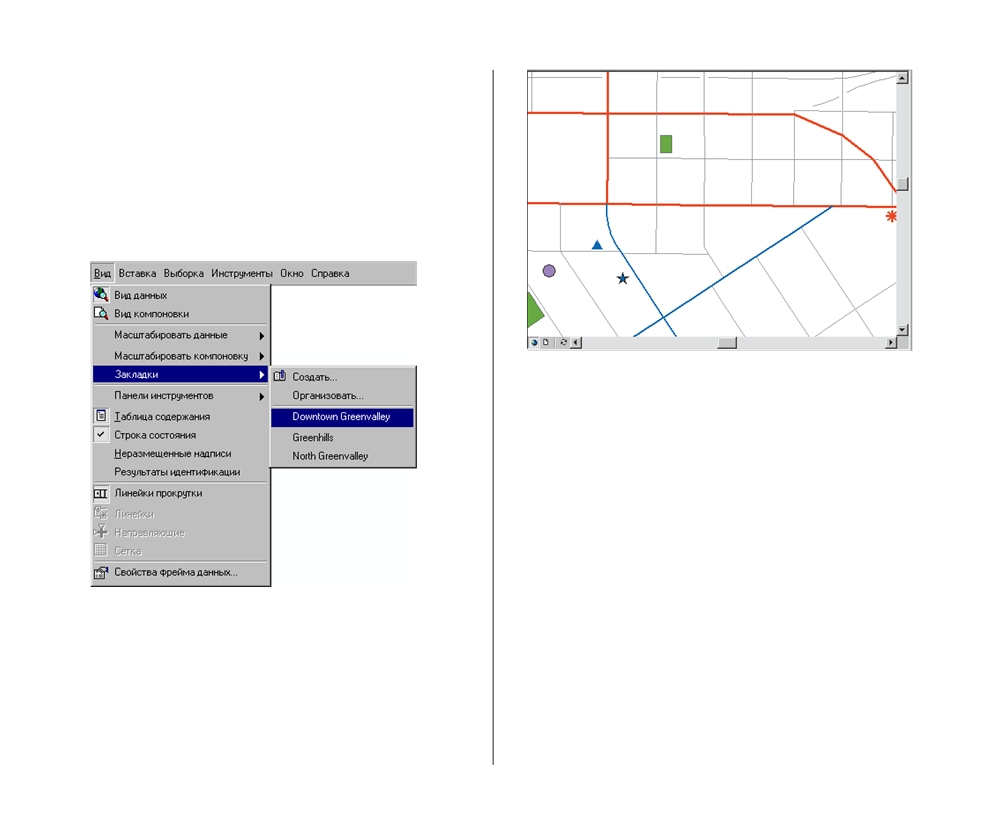 Вид Вставка Выборка Инструменты Окно Справка
Вид данных
Вид компоновки
Масштабировать данные
Масштабировать компоновку
Закладки
Панели инструментов
Таблица содержания
Строка состояния
Неразмещенные надписи
Результаты идентификации
Линейки прокрутки
Линейки
Направляющие
Сетка
Свойства фрейма данных...
Создать...
Организовать...
Downtown Greenvalley
Greenhills
North Greenvalley